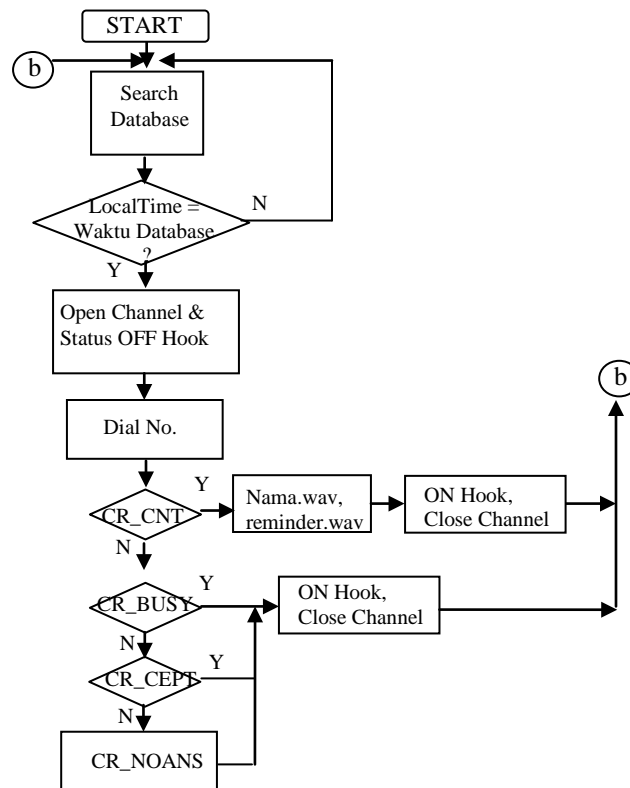 START
b
Search
Database
LocalTime =
Waktu Database
?
N
Y
Open Channel &
Status OFF Hook
b
Dial No.
CR_CNT
Y
Nama.wav,
reminder.wav
ON Hook,
Close Channel
N
CR_BUSY
Y
ON Hook,
Close Channel
N
CR_CEPT
Y
N
CR_NOANS